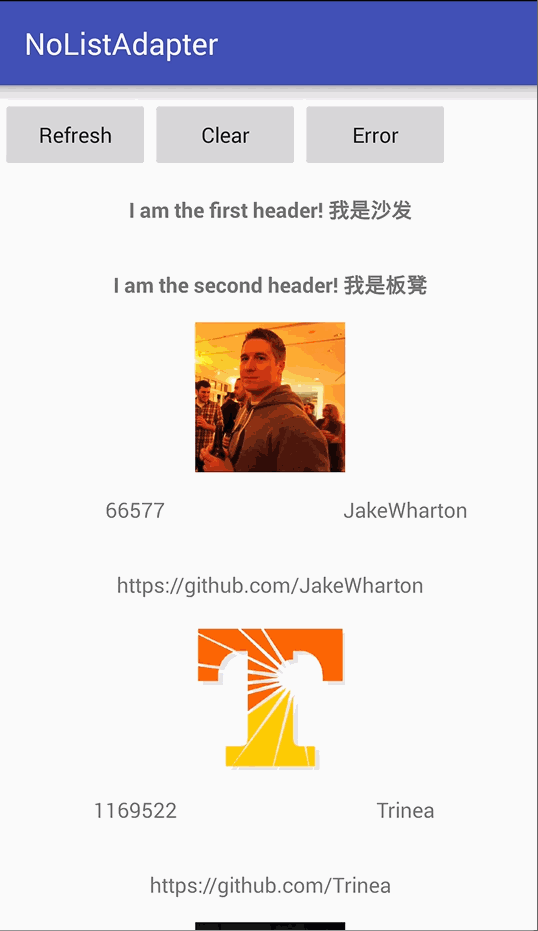 NoListAdapter
Refresh Clear Error
I am the first header! 我是沙发
I am the second header! 我是板凳
66577 JakeWharton
https://github.com/JakeWharton
T
1169522 Trinea
https://github.com/Trinea